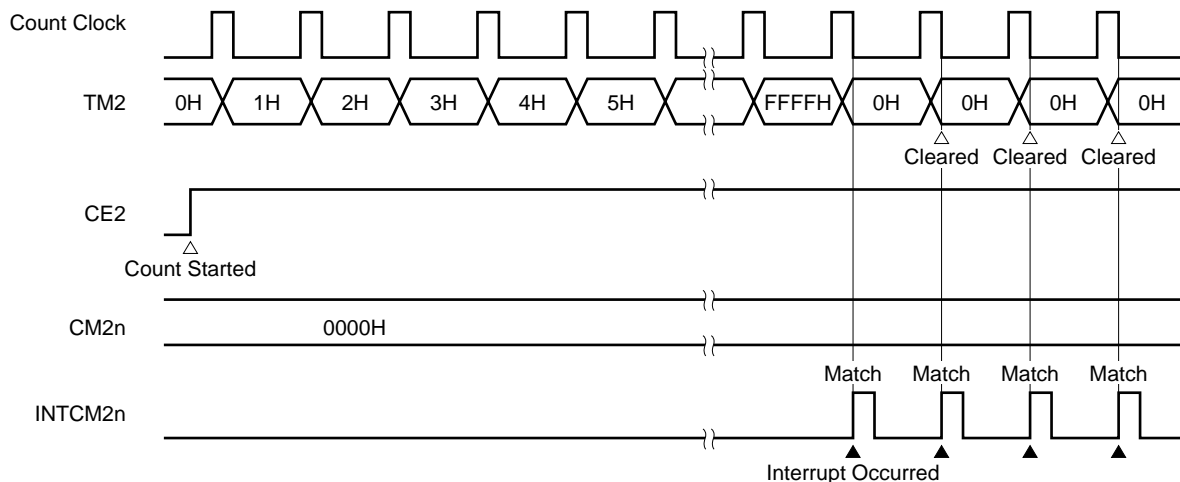 Count Clock
TM2
0H 1H 2H 3H 4H 5H FFFFH 0H 0H 0H 0H
Cleared Cleared Cleared
CE2
Count Started
CM2n
0000H
Match Match Match Match
INTCM2n
Interrupt Occurred